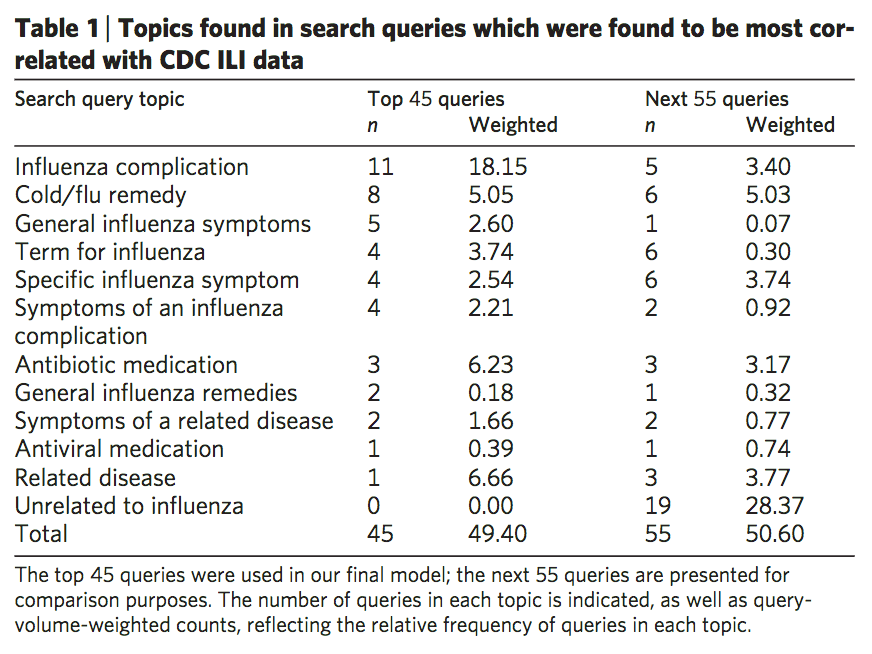 Table 1 | Topics found in search queries which were found to be most cor-
related with CDC ILI data
Search query topic Top 45 queries Next 55 queries
n Weighted n Weighted
Influenza complication 11 18.15 5 3.40
Cold/flu remedy 8 5.05 6 5.03
General influenza symptoms 5 2.60 1 0.07
Term for influenza 4 3.74 6 0.30
Specific influenza symptom 4 2.54 6 3.74
Symptoms of an influenza 4 2.21 2 0.92
complication
Antibiotic medication 3 6.23 3 3.17
General influenza remedies 2 0.18 1 0.32
Symptoms of a related disease 2 1.66 2 0.77
Antiviral medication 1 0.39 1 0.74
Related disease 1 6.66 3 3.77
Unrelated to influenza 0 0.00 19 28.37
Total 45 49.40 55 50.60
The top 45 queries were used in our final model; the next 55 queries are presented for
comparison purposes. The number of queries in each topic is indicated, as well as query-
volume-weighted counts, reflecting the relative frequency of queries in each topic.